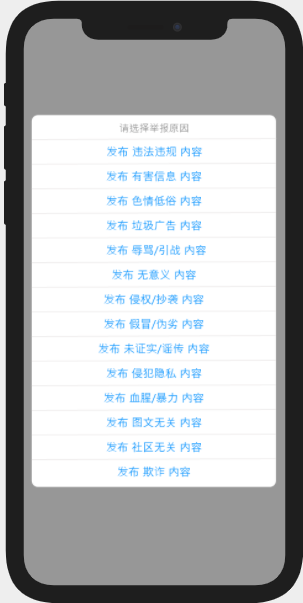 请选择举报原因
发布 违法违规 内容
发布 有害信息 内容
发布 色情低俗 内容
发布 垃圾广告 内容
发布 辱骂/引战 内容
发布 无意义 内容
发布 侵权/抄袭 内容
发布 假冒/伪劣 内容
发布 未证实/谣传 内容
发布 侵犯隐私 内容
发布 血腥/暴力 内容
发布 图文无关 内容
发布 社区无关 内容
发布 欺诈 内容